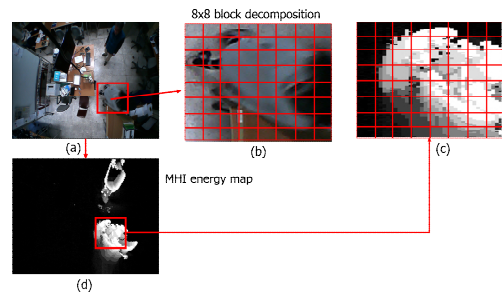 8x8 block decomposition
(a)
(b)
(c)
MHI energy map
(d)